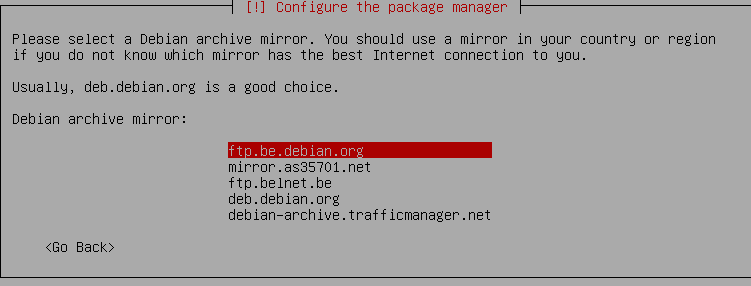 [!] Configure the package manager
Please select a Debian archive mirror. You should use a mirror in your country or region
if you do not know which mirror has the best Internet connection to you.
Usually, deb.debian.org is a good choice.
Debian archive mirror:
ftp.be.debian.org
mirror.as35701.net
ftp.belnet.be
deb.debian.org
debian-archive.trafficmanager.net
<Go Back>